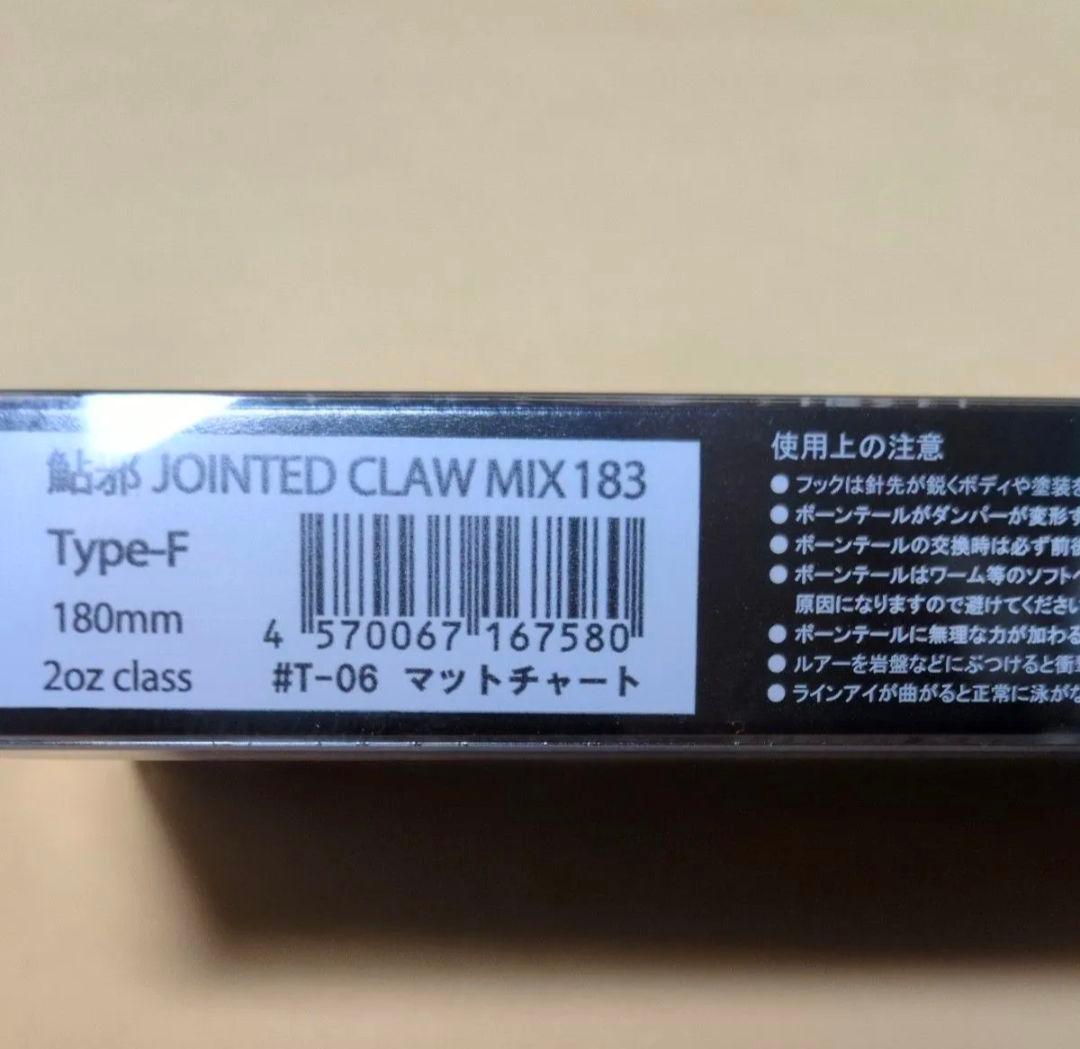 鮎邪 JOINTED CLAW MIX 183
Type-F
180mm
2oz class
4 570067 167580
#T-06 マットチャート
使用上の注意
●フックは針先が鋭くボディや塗装を
●ボーンテールがダンパーが変形す
●ボーンテールの交換時は必ず前後
●ボーンテールはワーム等のソフトベ
原因になりますので避けてください
●ボーンテールに無理な力が加わる
●ルアーを岩盤などにぶつけると衝撃
●ラインアイが曲がると正常に泳がな